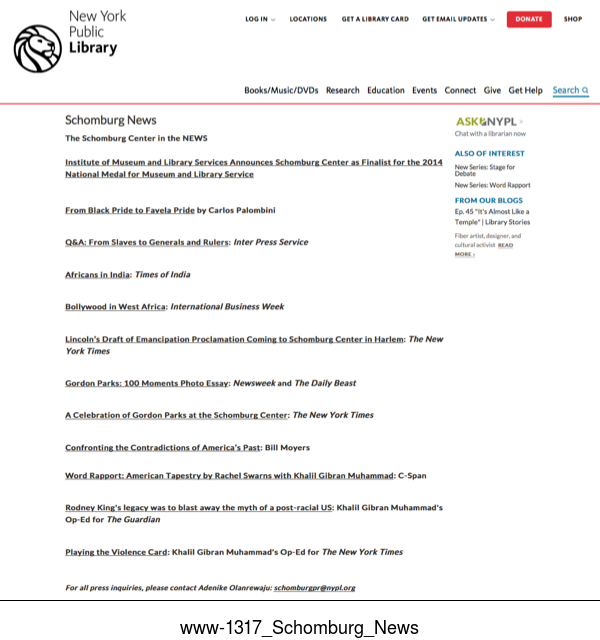 New York
Public
Library
LOG IN LOCATIONS GET A LIBRARY CARD GET EMAIL UPDATES DONATE SHOP
Books/Music/DVDs Research Education Events Connect Give Get Help Search
Schomburg News
The Schomburg Center in the NEWS
Institute of Museum and Library Services Announces Schomburg Center as Finalist for the 2014
National Medal for Museum and Library Service
From Black Pride to Favela Pride by Carlos Palombini
Q&A: From Slaves to Generals and Rulers: Inter Press Service
Africans in India: Times of India
Bollywood in West Africa: International Business Week
Lincoln's Draft of Emancipation Proclamation Coming to Schomburg Center in Harlem: The New
York Times
Gordon Parks: 100 Moments Photo Essay: Newsweek and The Daily Beast
A Celebration of Gordon Parks at the Schomburg Center: The New York Times
Confronting the Contradictions of America's Past: Bill Moyers
Word Rapport: American Tapestry by Rachel Swarns with Khalil Gibran Muhammad: C-Span
Rodney King's legacy was to blast away the myth of a post-racial US: Khalil Gibran Muhammad's
Op-Ed for The Guardian
Playing the Violence Card: Khalil Gibran Muhammad's Op-Ed for The New York Times
For all press inquiries, please contact Adenike Olanrewaju: schomburgpr@nypl.org
ASK NYPL >
Chat with a librarian now
ALSO OF INTEREST
New Series: Stage for
Debate
New Series: Word Rapport
FROM OUR BLOGS
Ep. 45 "It's Almost Like a
Temple" | Library Stories
Fiber artist, designer, and
cultural activist READ
MORE ›
www-1317_Schomburg_News